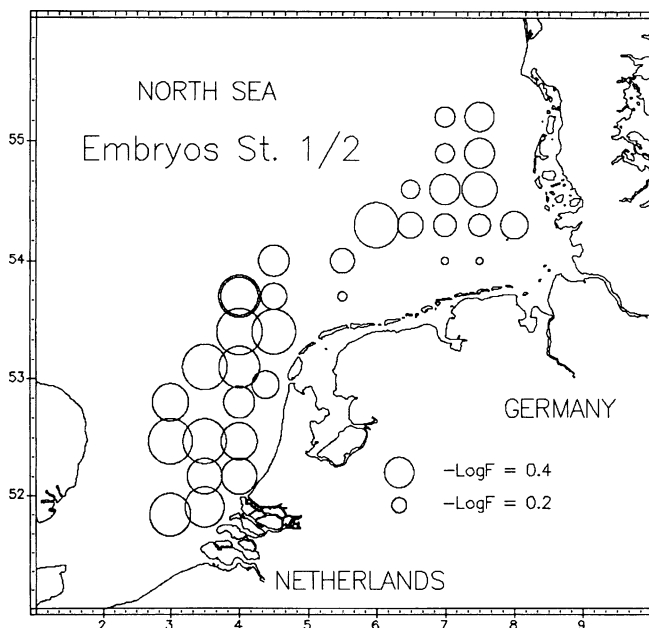 NORTH SEA
55
Embryos St. 1/2
54
53
GERMANY
-LogF = 0.4
52
-LogF = 0.2
NETHERLANDS
2 3 4 5 6 7 8 9